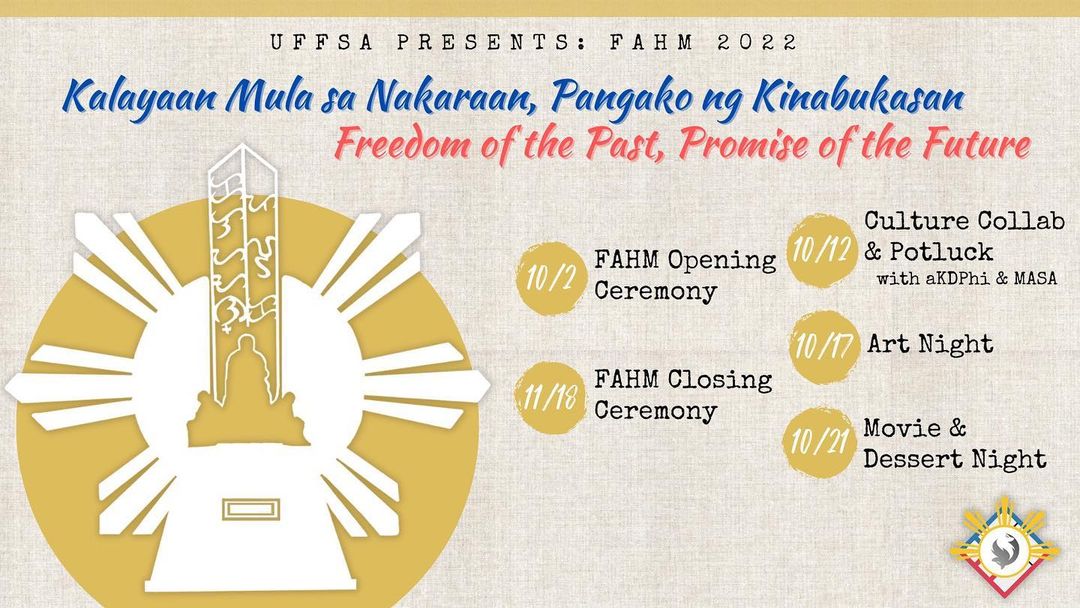 UFFSA PRESENTS: FAHM 2022
Kalayaan Mula sa Nakaraan, Pangako ng Kinabukasan
Freedom of the Past, Promise of the Future
10/2
FAHM Opening
Ceremony
11/18
FAHM Closing
Ceremony
10/12
Culture Collab
& Potluck
with aKDPhi & MASA
10/17
Art Night
10/21
Movie &
Dessert Night